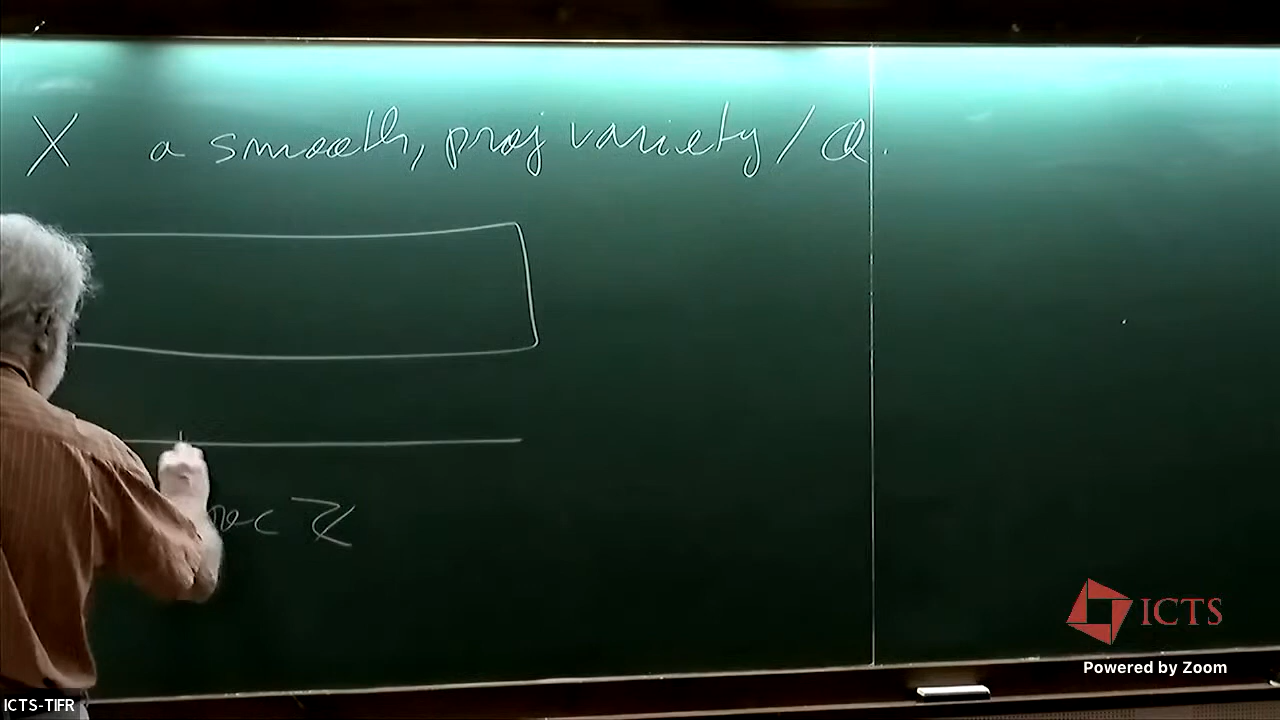 X a smooth, proj variety / Q.
Spec Z
ICTS
Powered by Zoom
ICTS-TIFR